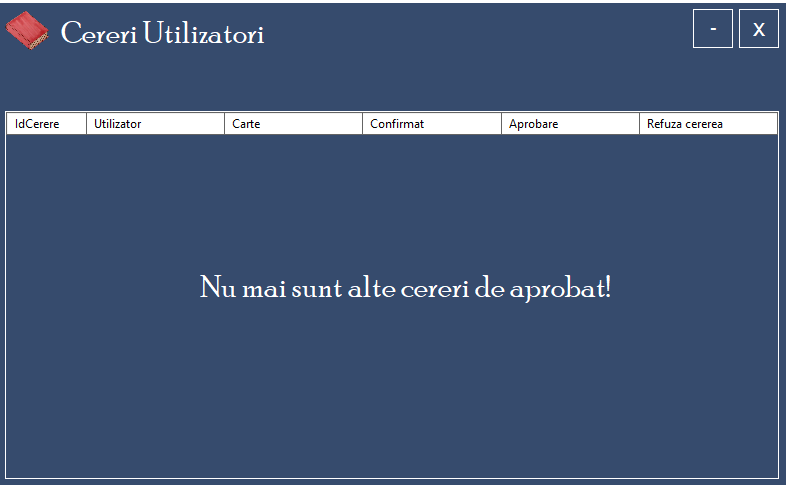 Cereri Utilizatori
- X
IdCerere Utilizator Carte Confirmat Aprobare Refuza cererea
Nu mai sunt alte cereri de aprobat!